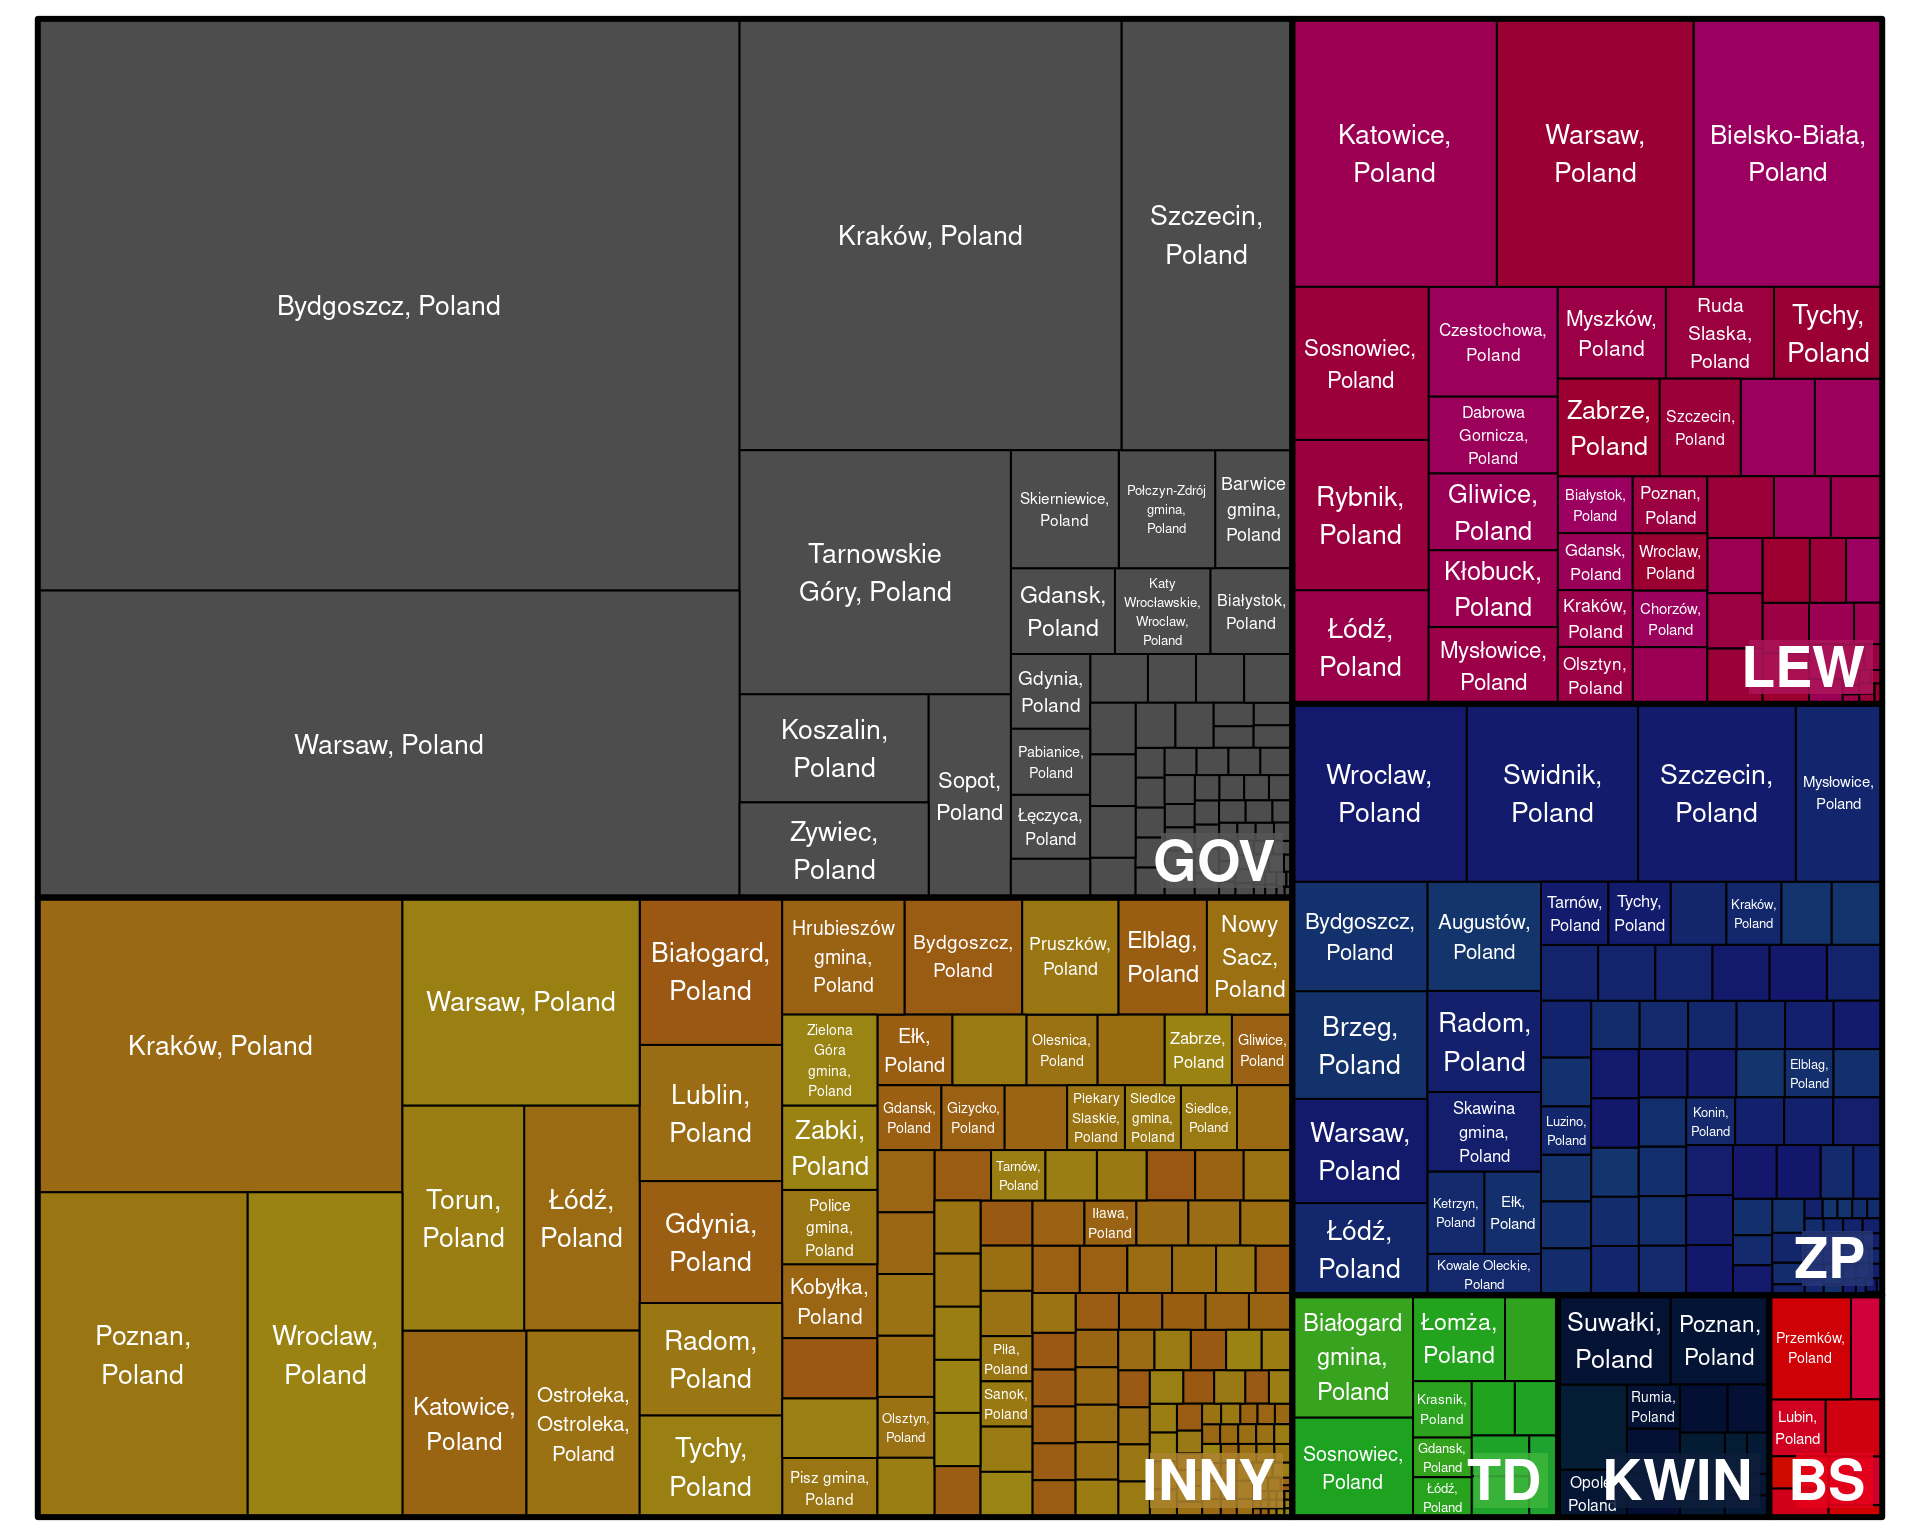 Bydgoszcz, Poland
Warsaw, Poland
Kraków, Poland
Szczecin,
Poland
Tarnowskie
Góry, Poland
Koszalin,
Poland
Zywiec,
Poland
Sopot,
Poland
Skierniewice,
Poland
Połczyn-Zdrój
gmina,
Poland
Barwice
gmina,
Poland
Gdansk,
Poland
Katy
Wrocławskie,
Wroclaw,
Poland
Białystok,
Poland
Gdynia,
Poland
Pabianice,
Poland
Łęczyca,
Poland
GOV
Katowice,
Poland
Warsaw,
Poland
Bielsko-Biała,
Poland
Sosnowiec,
Poland
Rybnik,
Poland
Łódź,
Poland
Czestochowa,
Poland
Dabrowa
Gornicza,
Poland
Gliwice,
Poland
Kłobuck,
Poland
Mysłowice,
Poland
Myszków,
Poland
Ruda
Slaska,
Poland
Tychy,
Poland
Zabrze,
Poland
Szczecin,
Poland
Białystok,
Poland
Poznan,
Poland
Gdansk,
Poland
Wroclaw,
Poland
Kraków,
Poland
Chorzów,
Poland
Olsztyn,
Poland
LEW
Wroclaw,
Poland
Swidnik,
Poland
Szczecin,
Poland
Mysłowice,
Poland
Bydgoszcz,
Poland
Brzeg,
Poland
Warsaw,
Poland
Łódź,
Poland
Augustów,
Poland
Radom,
Poland
Skawina
gmina,
Poland
Ketrzyn,
Poland
Ełk,
Poland
Kowale Oleckie,
Poland
Tarnów,
Poland
Tychy,
Poland
Kraków,
Poland
Elblag,
Poland
Luzino,
Poland
Konin,
Poland
ZP
Kraków, Poland
Poznan,
Poland
Wroclaw,
Poland
Warsaw, Poland
Torun,
Poland
Łódź,
Poland
Katowice,
Poland
Ostrołeka,
Ostroleka,
Poland
Białogard,
Poland
Lublin,
Poland
Gdynia,
Poland
Radom,
Poland
Tychy,
Poland
Hrubieszów
gmina,
Poland
Bydgoszcz,
Poland
Pruszków,
Poland
Elblag,
Poland
Nowy
Sacz,
Poland
Zielona
Góra
gmina,
Poland
Zabki,
Poland
Police
gmina,
Poland
Kobyłka,
Poland
Pisz gmina,
Poland
Ełk,
Poland
Olesnica,
Poland
Zabrze,
Poland
Gliwice,
Poland
Gdansk,
Poland
Gizycko,
Poland
Piekary
Slaskie,
Poland
Siedlce
gmina,
Poland
Siedlce,
Poland
Tarnów,
Poland
Iława,
Poland
Piła,
Poland
Sanok,
Poland
Olsztyn,
Poland
INNY
Białogard
gmina,
Poland
Sosnowiec,
Poland
Łomża,
Poland
Krasnik,
Poland
Gdansk,
Poland
Łódź,
Poland
TD
Suwałki,
Poland
Poznan,
Poland
Rumia,
Poland
Opole
Poland
KWIN
Przemków,
Poland
Lubin,
Poland
BS